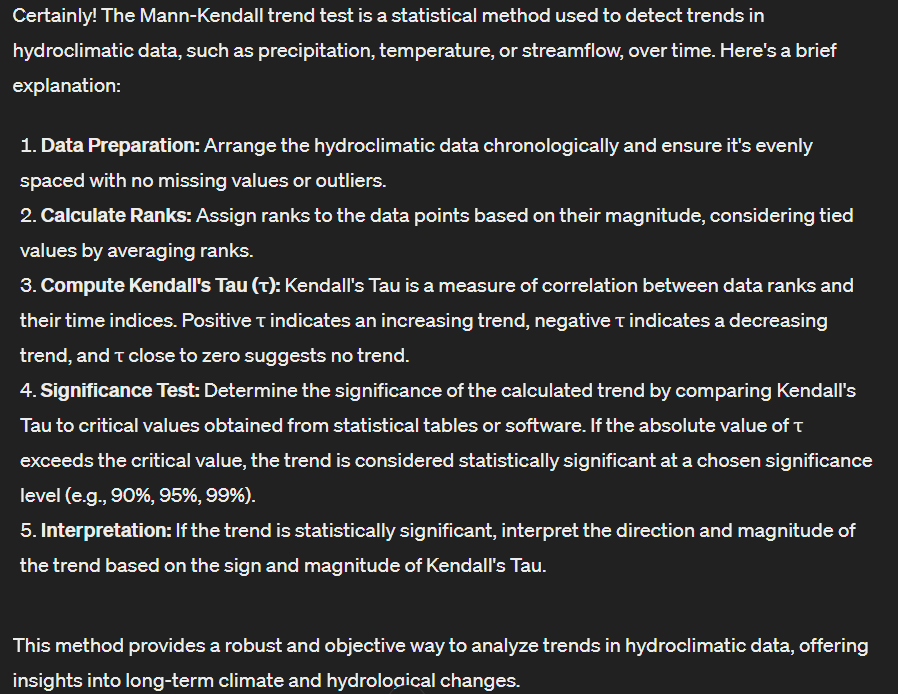 Certainly! The Mann-Kendall trend test is a statistical method used to detect trends in
hydroclimatic data, such as precipitation, temperature, or streamflow, over time. Here's a brief
explanation:
1. Data Preparation: Arrange the hydroclimatic data chronologically and ensure it's evenly
spaced with no missing values or outliers.
2. Calculate Ranks: Assign ranks to the data points based on their magnitude, considering tied
values by averaging ranks.
3. Compute Kendall's Tau (τ): Kendall's Tau is a measure of correlation between data ranks and
their time indices. Positive τ indicates an increasing trend, negative τ indicates a decreasing
trend, and τ close to zero suggests no trend.
4. Significance Test: Determine the significance of the calculated trend by comparing Kendall's
Tau to critical values obtained from statistical tables or software. If the absolute value of τ
exceeds the critical value, the trend is considered statistically significant at a chosen significance
level (e.g., 90%, 95%, 99%).
5. Interpretation: If the trend is statistically significant, interpret the direction and magnitude of
the trend based on the sign and magnitude of Kendall's Tau.
This method provides a robust and objective way to analyze trends in hydroclimatic data, offering
insights into long-term climate and hydrological changes.